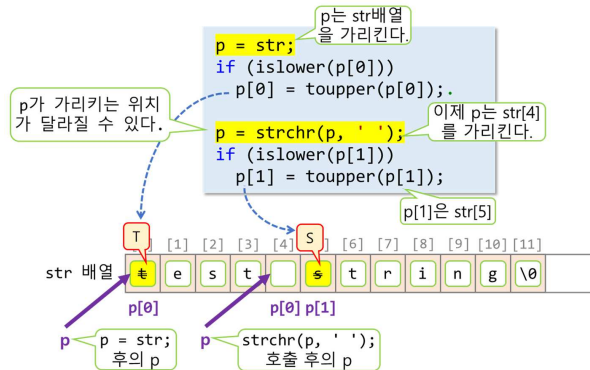 p는 str배열
을 가리킨다.
p = str;
if (islower(p[0]))
p[0] = toupper(p[0]);.
p가 가리키는 위치
가 달라질 수 있다.
p = strchr(p, ' ');
이제 p는 str[4]
를 가리킨다.
if (islower(p[1]))
p[1] = toupper(p[1]);
p[1]은 str[5]
T S
[1] [2] [3] [4] [6] [7] [8] [9] [10] [11]
str 배열 t e s t s t r i n g \0
p[0] p[0] p[1]
p p = str;
후의 p
p strchr(p, ' ');
호출 후의 p